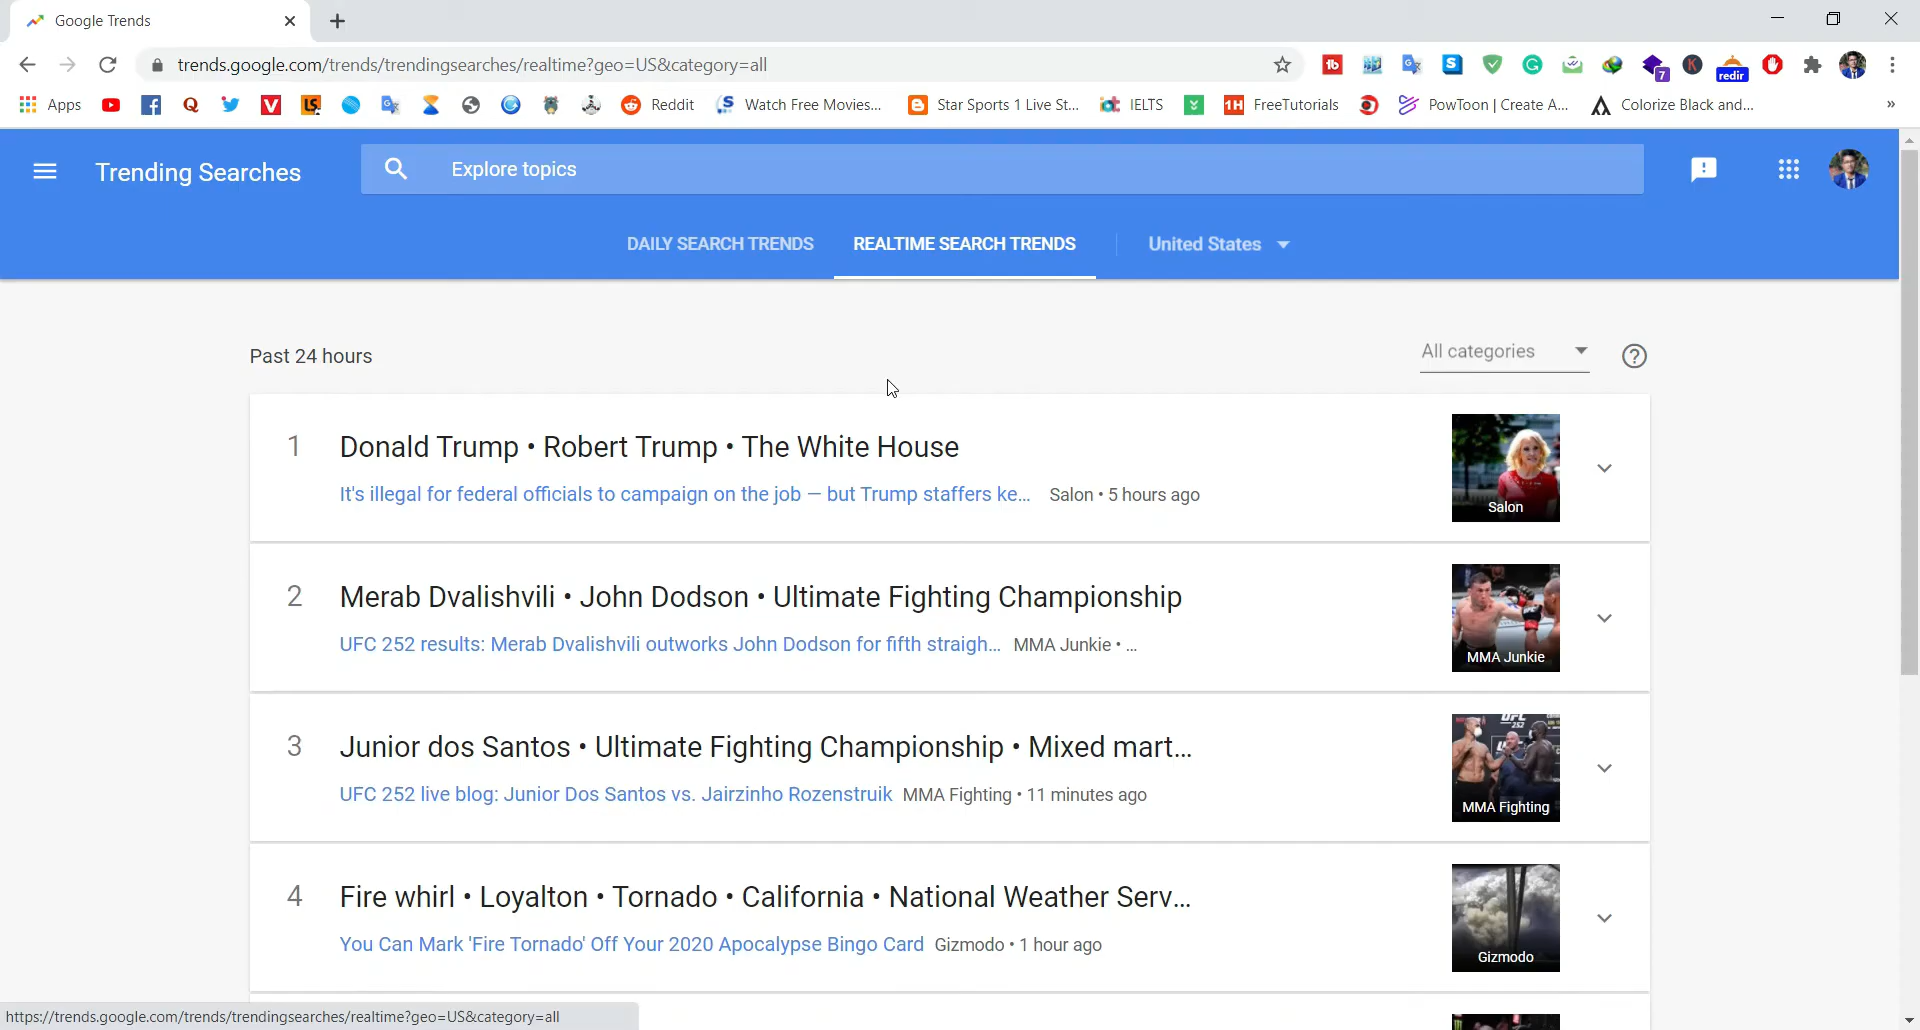 Google Trends
trends.google.com/trends/trendingsearches/realtime?geo=US&category=all
7
redir
Apps
Reddit
Watch Free Movies...
Star Sports 1 Live St...
IELTS
FreeTutorials
PowToon | Create A...
Colorize Black and...
Trending Searches
Explore topics
DAILY SEARCH TRENDS
REALTIME SEARCH TRENDS
United States
Past 24 hours
All categories
1 Donald Trump • Robert Trump • The White House
It's illegal for federal officials to campaign on the job — but Trump staffers ke... Salon • 5 hours ago
Salon
2 Merab Dvalishvili • John Dodson • Ultimate Fighting Championship
UFC 252 results: Merab Dvalishvili outworks John Dodson for fifth straigh... MMA Junkie • ...
MMA Junkie
3 Junior dos Santos • Ultimate Fighting Championship • Mixed mart...
UFC 252 live blog: Junior Dos Santos vs. Jairzinho Rozenstruik MMA Fighting • 11 minutes ago
UFC
252
MMA Fighting
4 Fire whirl • Loyalton • Tornado • California • National Weather Serv...
You Can Mark 'Fire Tornado' Off Your 2020 Apocalypse Bingo Card Gizmodo • 1 hour ago
Gizmodo
https://trends.google.com/trends/trendingsearches/realtime?geo=US&category=all